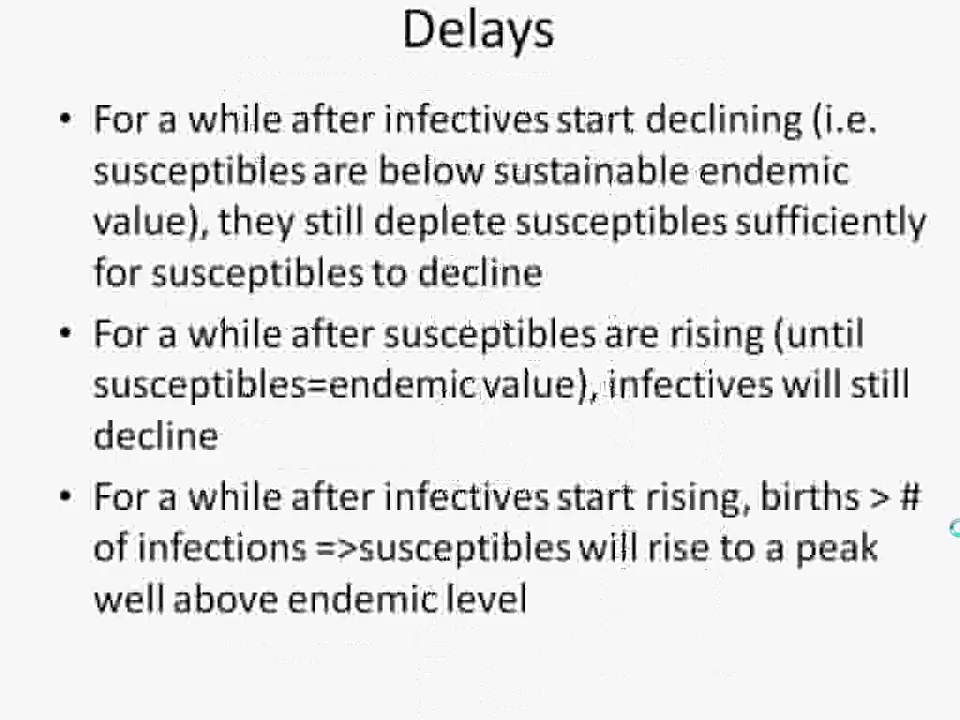 Delays
• For a while after infectives start declining (i.e.
susceptibles are below sustainable endemic
value), they still deplete susceptibles sufficiently
for susceptibles to decline
• For a while after susceptibles are rising (until
susceptibles=endemic value), infectives will still
decline
• For a while after infectives start rising, births > #
of infections =>susceptibles will rise to a peak
well above endemic level